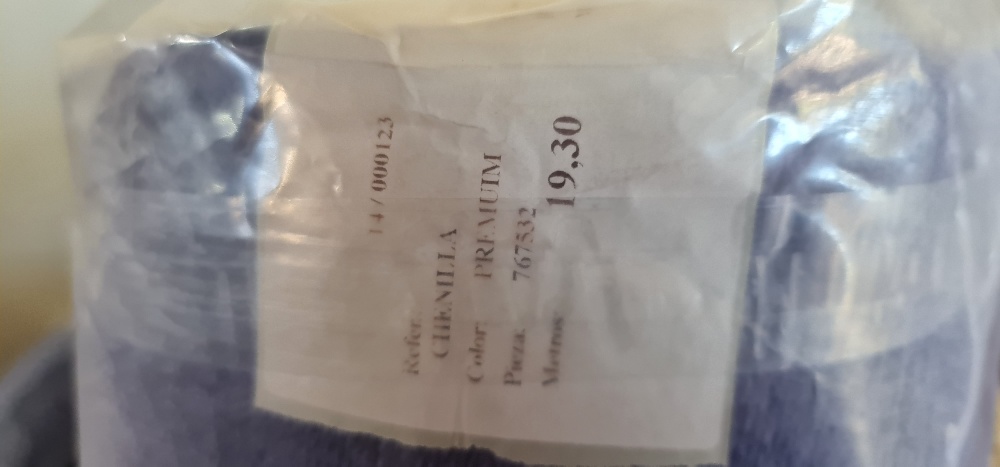 14 / 000123
Refer:
CHENILLA
Color: PREMUIM
Pieza: 767532
Metros: 19,30